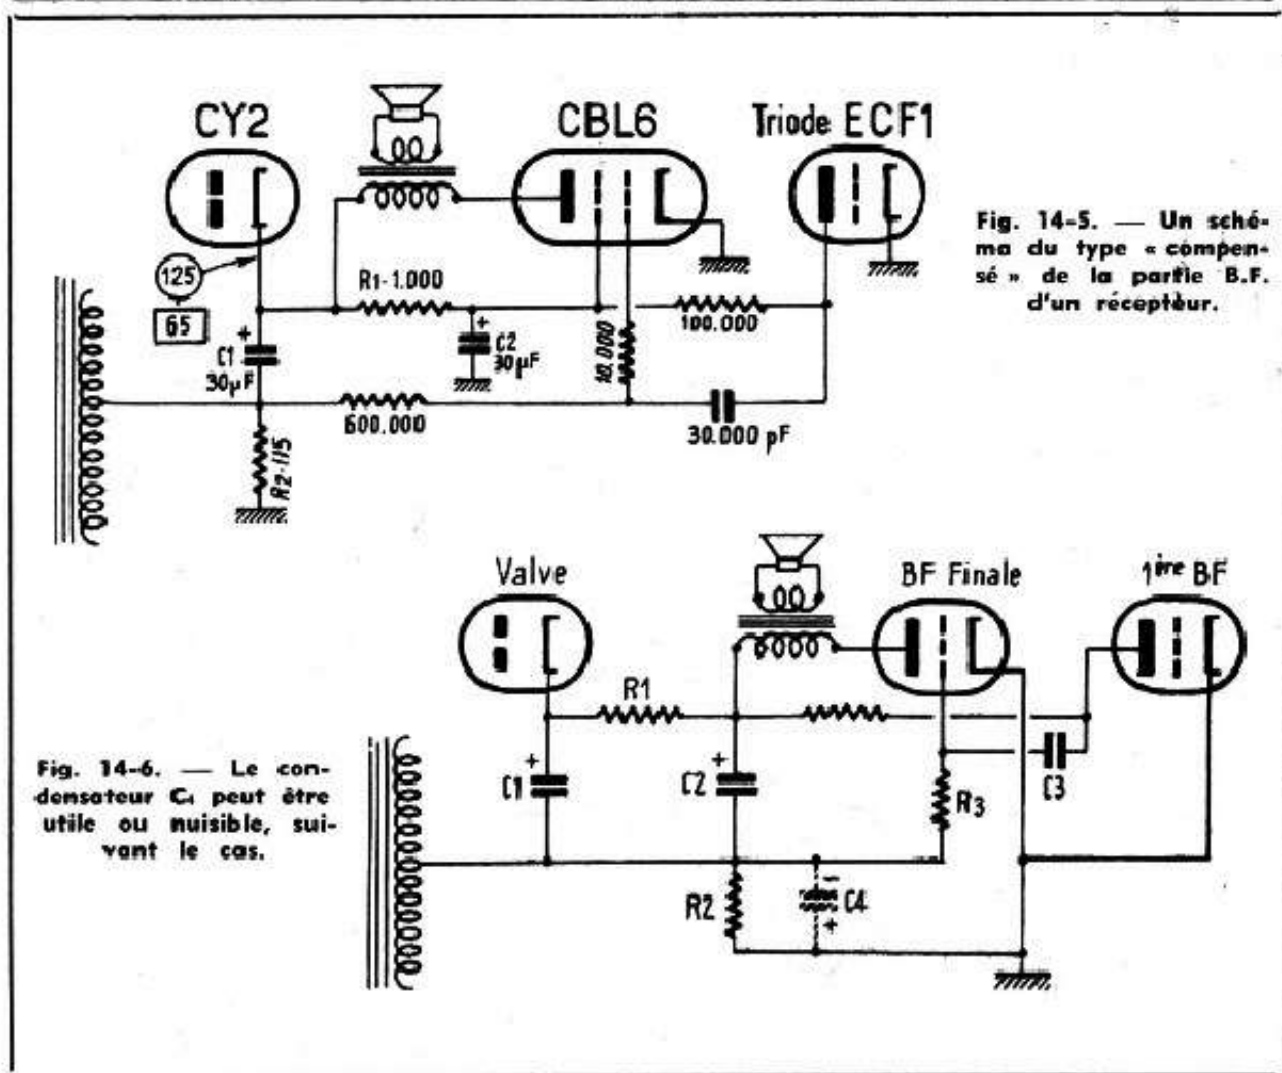 CY2
CBL6
Triode ECF1
125
65
R1-1.000
C1
30µF
+
+
C2
30µF
10.000
100.000
600.000
30.000 pF
R2-115
Fig. 14-5. — Un sché-
ma du type « compen-
sé » de la partie B.F.
d'un récepteur.
Valve
BF Finale
1ière BF
R1
+
C1
+
C2
R3
C3
R2
-
C4
+
Fig. 14-6. — Le con-
densateur C4 peut être
utile ou nuisible, sui-
vant le cas.